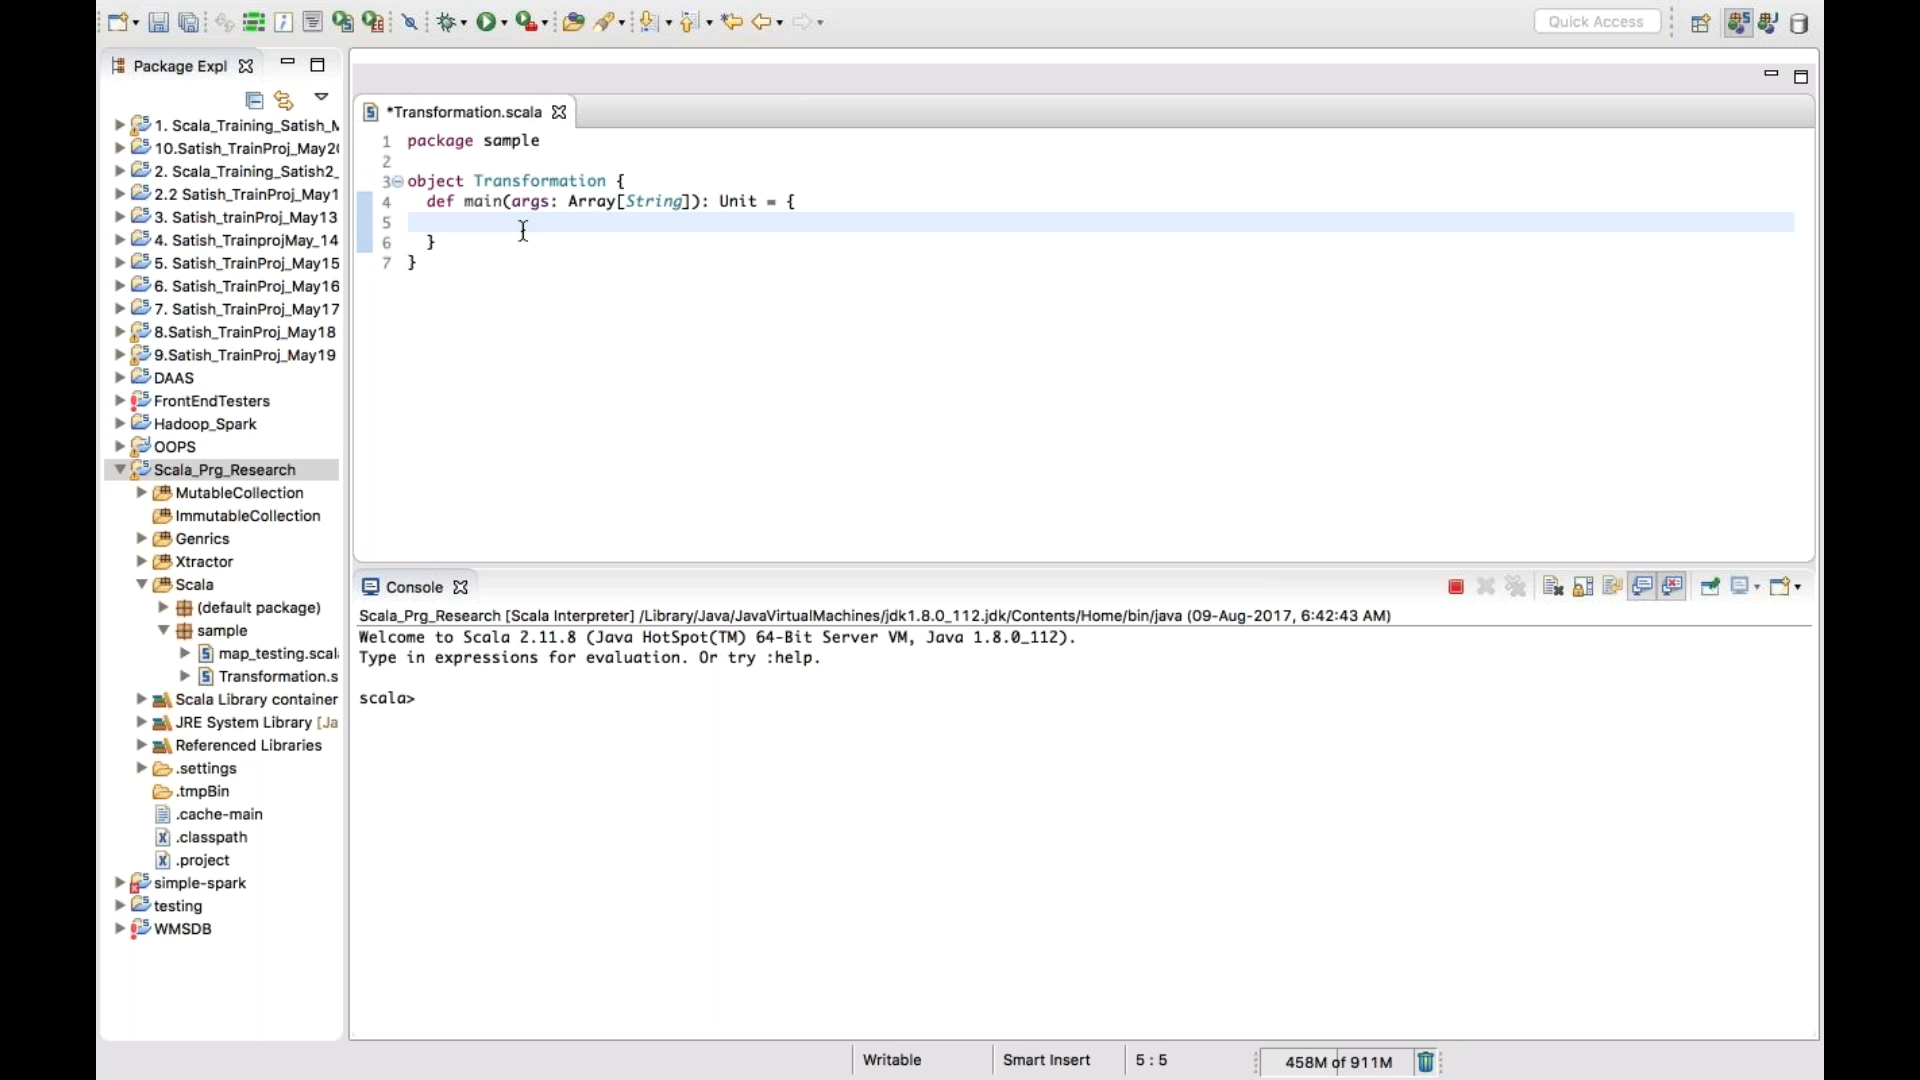 Quick Access
Package Expl
1. Scala_Training_Satish_M
10.Satish_TrainProj_May20
2. Scala_Training_Satish2_
2.2 Satish_TrainProj_May1
3. Satish_trainProj_May13
4. Satish_TrainprojMay_14
5. Satish_TrainProj_May15
6. Satish_TrainProj_May16
7. Satish_TrainProj_May17
8.Satish_TrainProj_May18
9.Satish_TrainProj_May19
DAAS
FrontEndTesters
Hadoop_Spark
OOPS
Scala_Prg_Research
MutableCollection
ImmutableCollection
Genrics
Xtractor
Scala
(default package)
sample
map_testing.scal
Transformation.s
Scala Library container
JRE System Library [Ja
Referenced Libraries
.settings
.tmpBin
.cache-main
.classpath
.project
simple-spark
testing
WMSDB
*Transformation.scala
1 package sample
2
3 object Transformation {
4 def main(args: Array[String]): Unit = {
5
6 }
7 }
Console
Scala_Prg_Research [Scala Interpreter] /Library/Java/JavaVirtualMachines/jdk1.8.0_112.jdk/Contents/Home/bin/java (09-Aug-2017, 6:42:43 AM)
Welcome to Scala 2.11.8 (Java HotSpot(TM) 64-Bit Server VM, Java 1.8.0_112).
Type in expressions for evaluation. Or try :help.
scala>
Writable
Smart Insert
5 : 5
458M of 911M